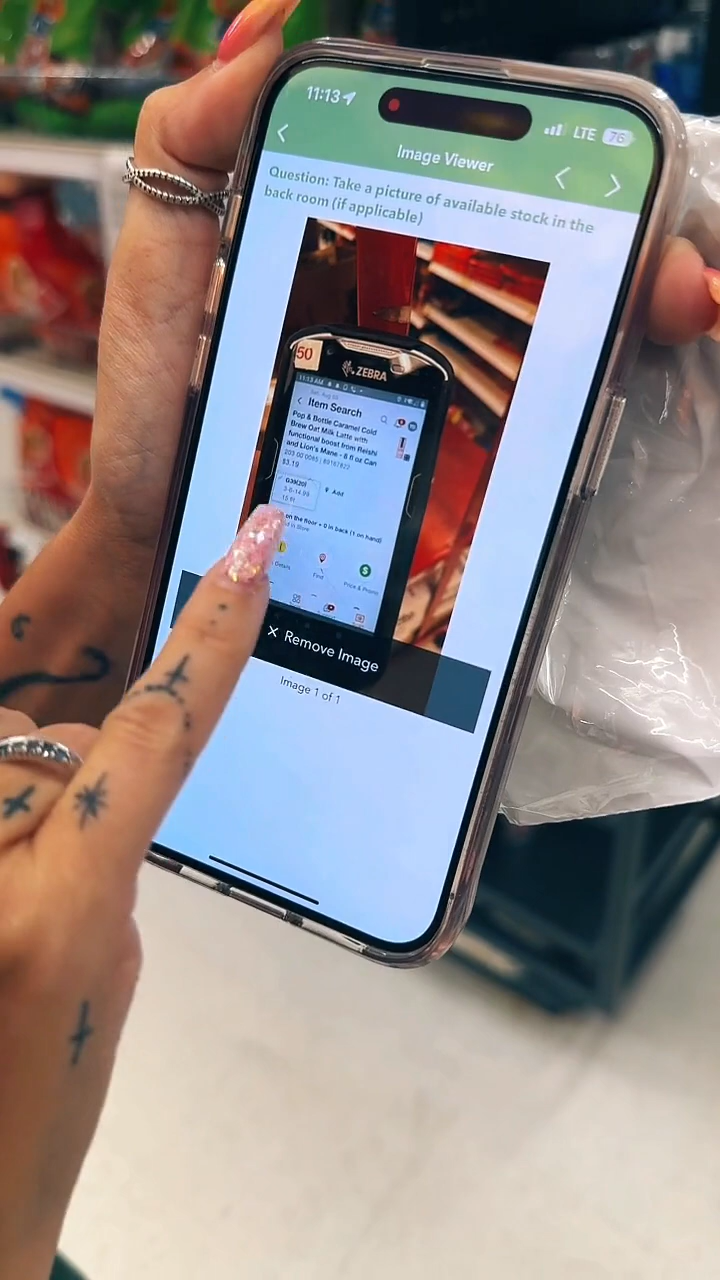 11:13
LTE 76
Image Viewer
Question: Take a picture of available stock in the
back room (if applicable)
50
ZEBRA
11:13 AM
Item Search
Pop & Bottle Caramel Cold
Brew Oat Milk Latte with
functional boost from Reishi
and Lion's Mane - 8 fl oz Can
$3.19
Add
on the floor + 0 in back (1 on hand)
Details
Find
Price & Promo
× Remove Image
Image 1 of 1